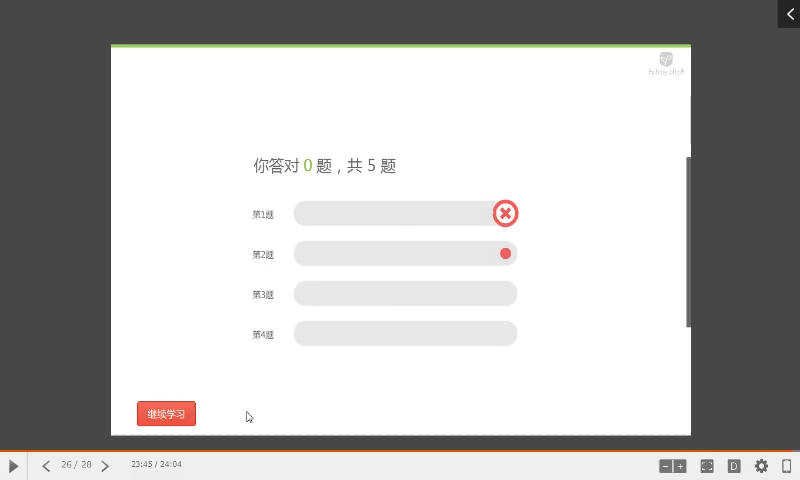 你答对 0 题，共 5 题
第1题
第2题
第3题
第4题
继续学习
26 / 28
23:45 / 24:04
D